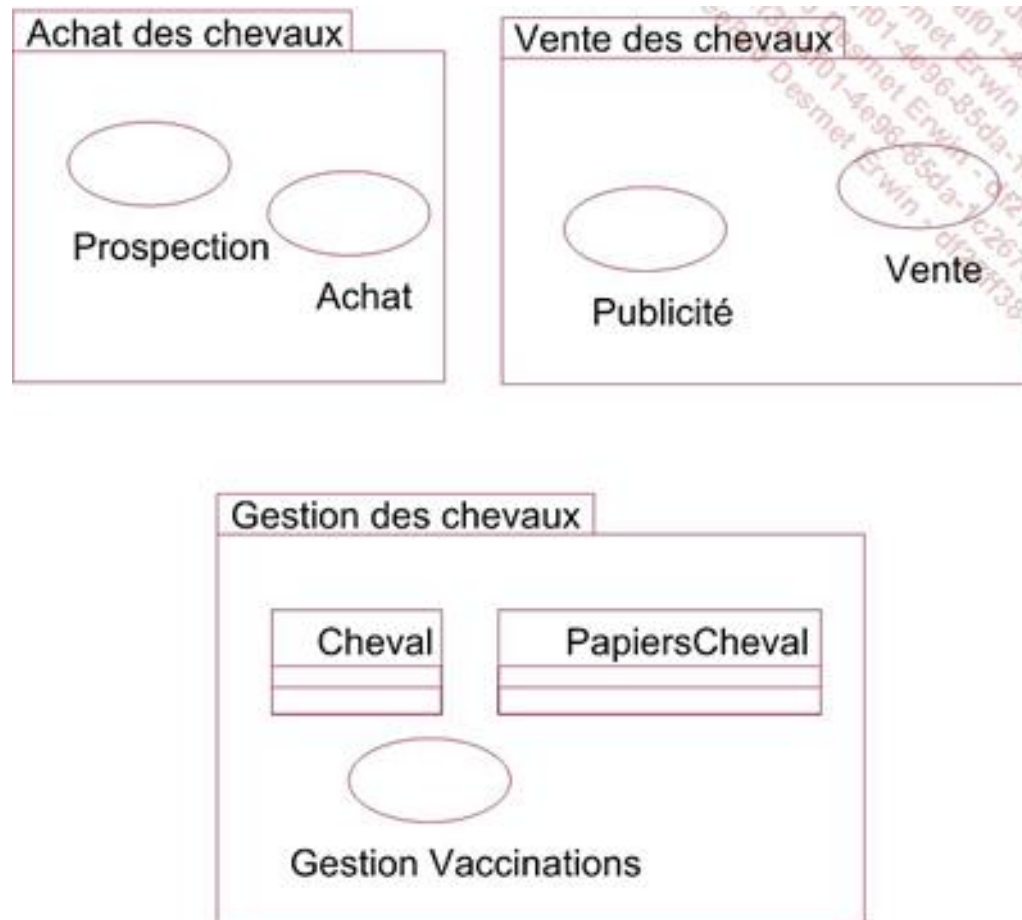 Achat des chevaux
Prospection
Achat
Vente des chevaux
Publicité
Vente
Gestion des chevaux
Cheval
PapiersCheval
Gestion Vaccinations